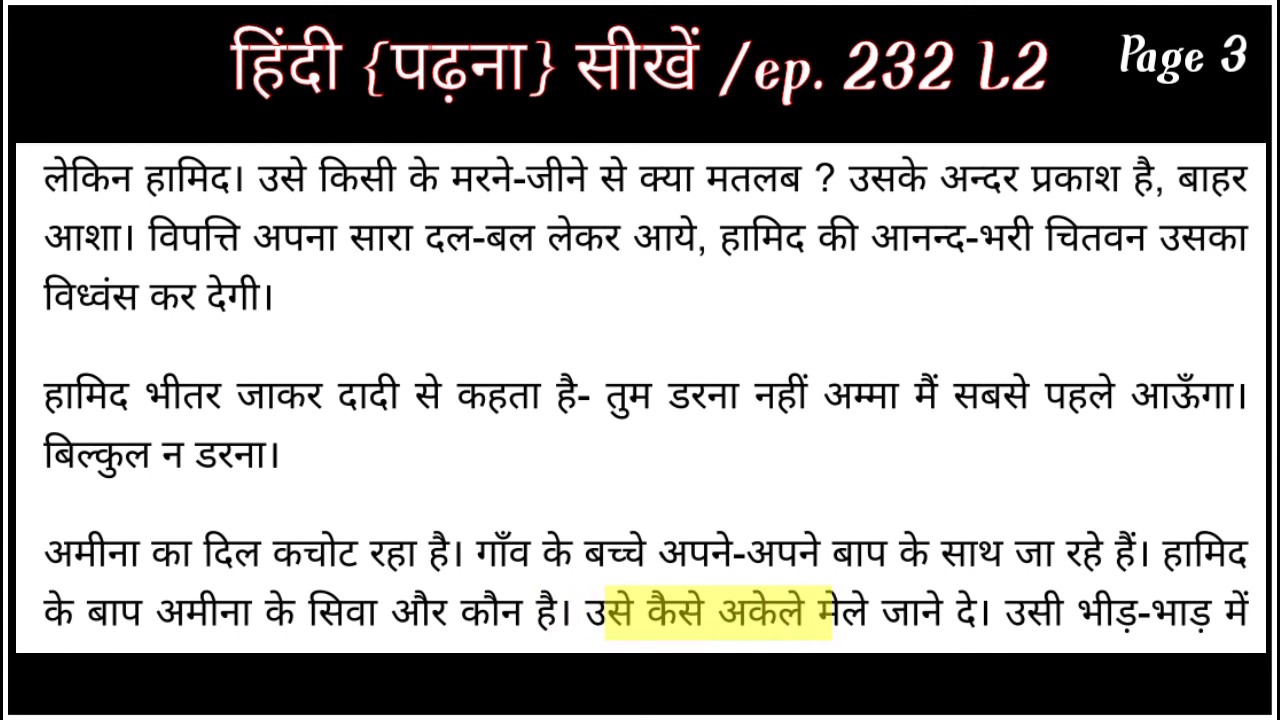 हिंदी {पढ़ना} सीखें /ep. 232 L2
Page 3
लेकिन हामिद। उसे किसी के मरने-जीने से क्या मतलब ? उसके अन्दर प्रकाश है, बाहर
आशा। विपत्ति अपना सारा दल-बल लेकर आये, हामिद की आनन्द-भरी चितवन उसका
विध्वंस कर देगी।
हामिद भीतर जाकर दादी से कहता है- तुम डरना नहीं अम्मा मैं सबसे पहले आऊँगा।
बिल्कुल न डरना।
अमीना का दिल कचोट रहा है। गाँव के बच्चे अपने-अपने बाप के साथ जा रहे हैं। हामिद
के बाप अमीना के सिवा और कौन है। उसे कैसे अकेले मेले जाने दे। उसी भीड़-भाड़ में